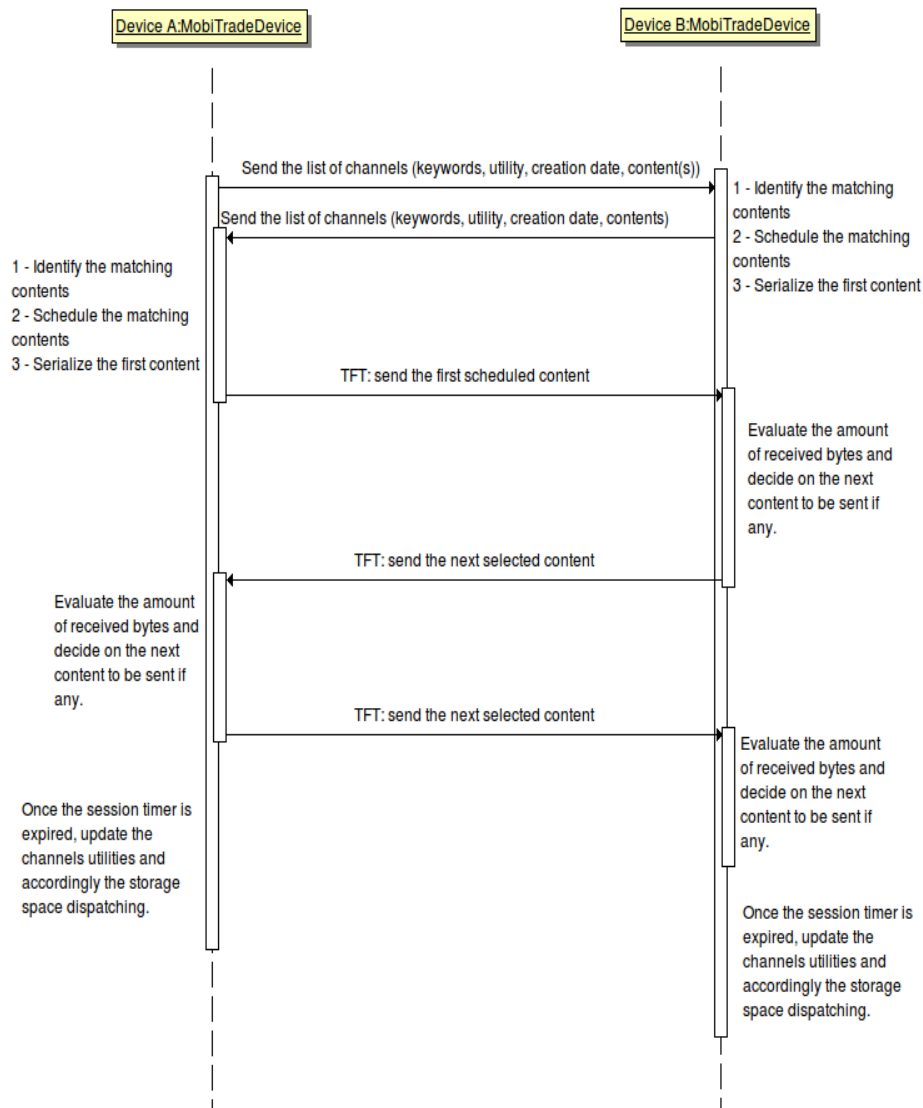 Device A:MobiTradeDevice
Device B:MobiTradeDevice
Send the list of channels (keywords, utility, creation date, content(s))
1 - Identify the matching
contents
2 - Schedule the matching
contents
3 - Serialize the first content
Send the list of channels (keywords, utility, creation date, contents)
1 - Identify the matching
contents
2 - Schedule the matching
contents
3 - Serialize the first content
TFT: send the first scheduled content
Evaluate the amount
of received bytes and
decide on the next
content to be sent if
any.
TFT: send the next selected content
Evaluate the amount
of received bytes and
decide on the next
content to be sent if
any.
TFT: send the next selected content
Evaluate the amount
of received bytes and
decide on the next
content to be sent if
any.
Once the session timer is
expired, update the
channels utilities and
accordingly the storage
space dispatching.
Once the session timer is
expired, update the
channels utilities and
accordingly the storage
space dispatching.